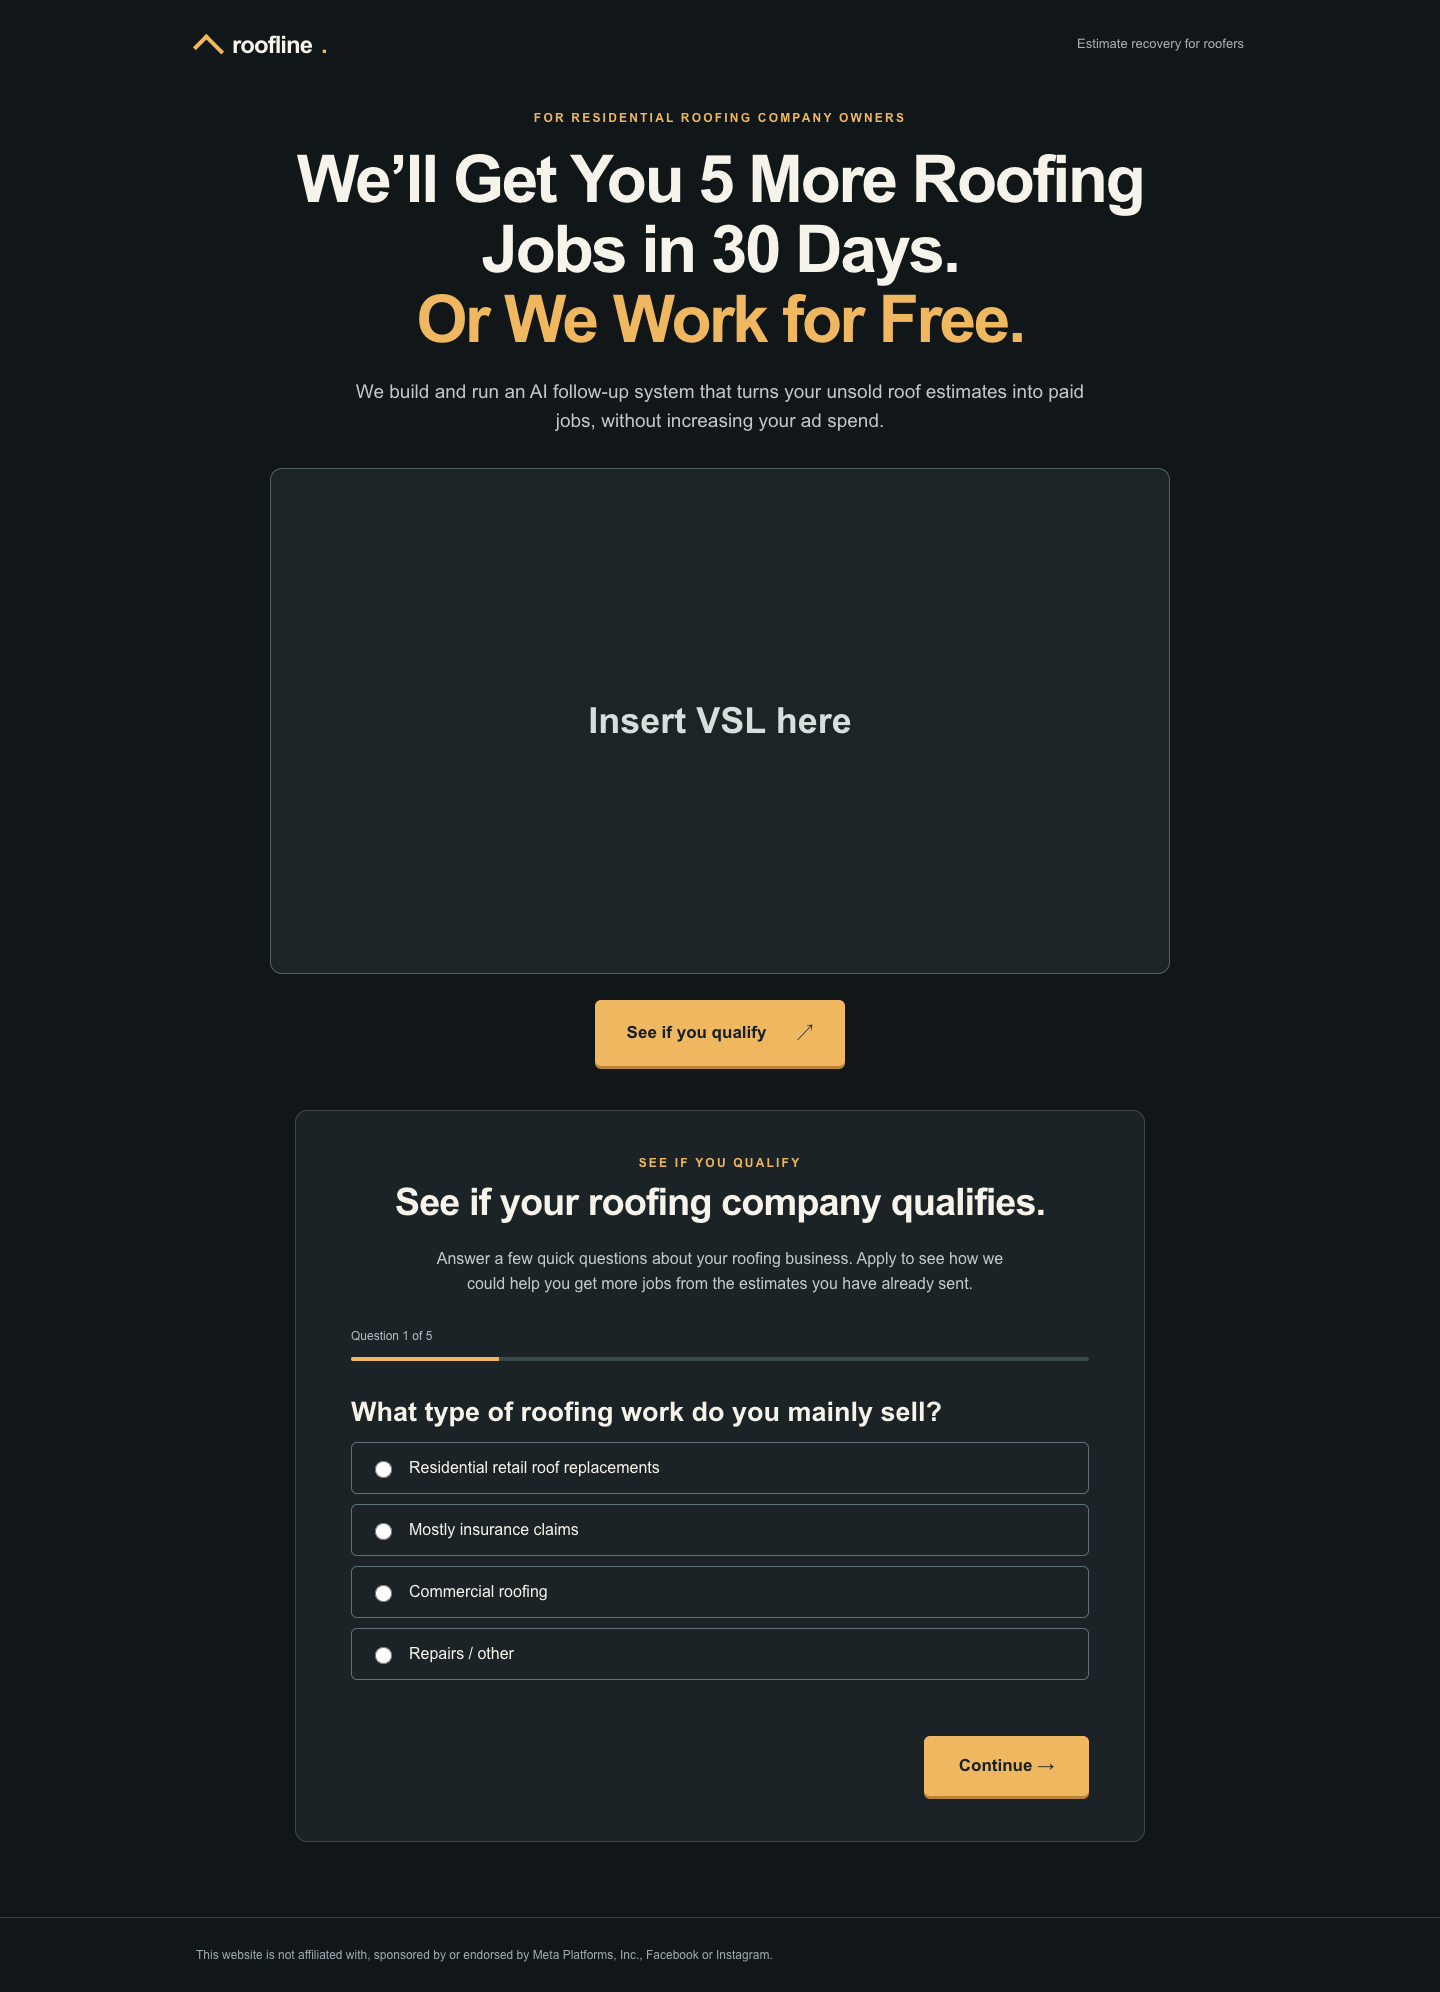 roofline .
Estimate recovery for roofers
FOR RESIDENTIAL ROOFING COMPANY OWNERS
We’ll Get You 5 More Roofing
Jobs in 30 Days.
Or We Work for Free.
We build and run an AI follow-up system that turns your unsold roof estimates into paid
jobs, without increasing your ad spend.
Insert VSL here
See if you qualify ↗
SEE IF YOU QUALIFY
See if your roofing company qualifies.
Answer a few quick questions about your roofing business. Apply to see how we
could help you get more jobs from the estimates you have already sent.
Question 1 of 5
What type of roofing work do you mainly sell?
Residential retail roof replacements
Mostly insurance claims
Commercial roofing
Repairs / other
Continue →
This website is not affiliated with, sponsored by or endorsed by Meta Platforms, Inc., Facebook or Instagram.